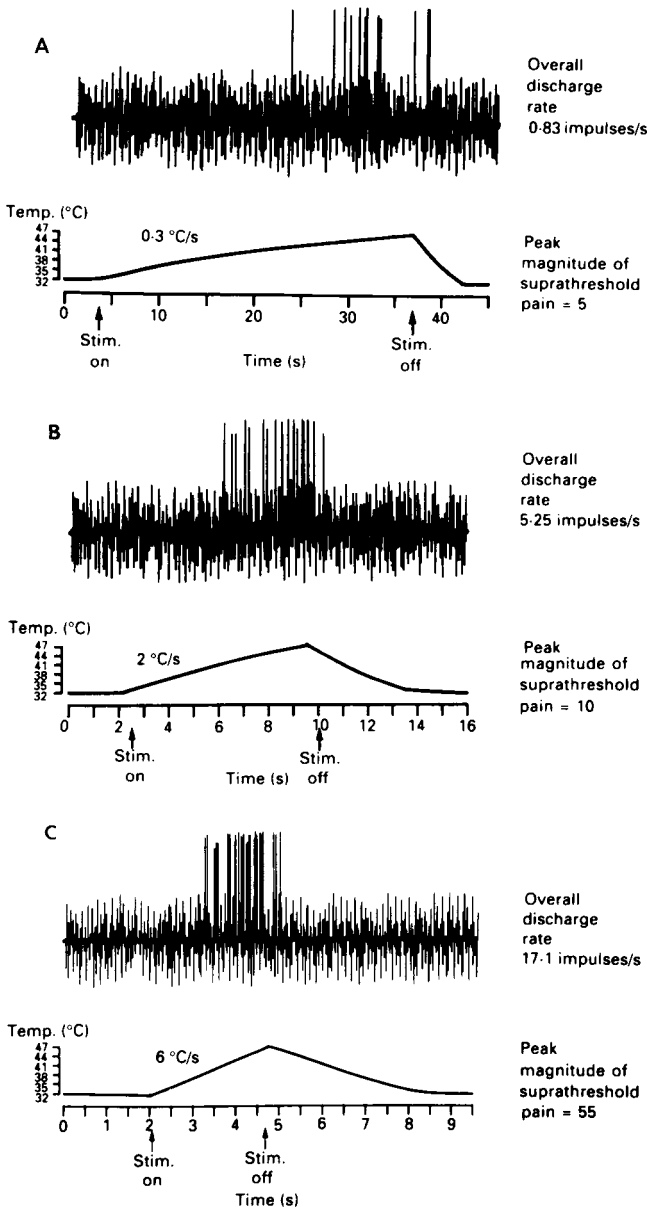 A
Overall
discharge
rate
0·83 impulses/s
Temp. (°C)
47
44
41
38
35
32
0·3 °C/s
Peak
magnitude of
suprathreshold
pain = 5
0 10 20 30 40
Stim.
on
Time (s)
Stim.
off
B
Overall
discharge
rate
5·25 impulses/s
Temp. (°C)
47
44
41
38
35
32
2 °C/s
Peak
magnitude of
suprathreshold
pain = 10
0 2 4 6 8 10 12 14 16
Stim.
on
Time (s)
Stim.
off
C
Overall
discharge
rate
17·1 impulses/s
Temp. (°C)
47
44
41
38
35
32
6 °C/s
Peak
magnitude of
suprathreshold
pain = 55
0 1 2 3 4 5 6 7 8 9
Stim.
on
Stim.
off
Time (s)